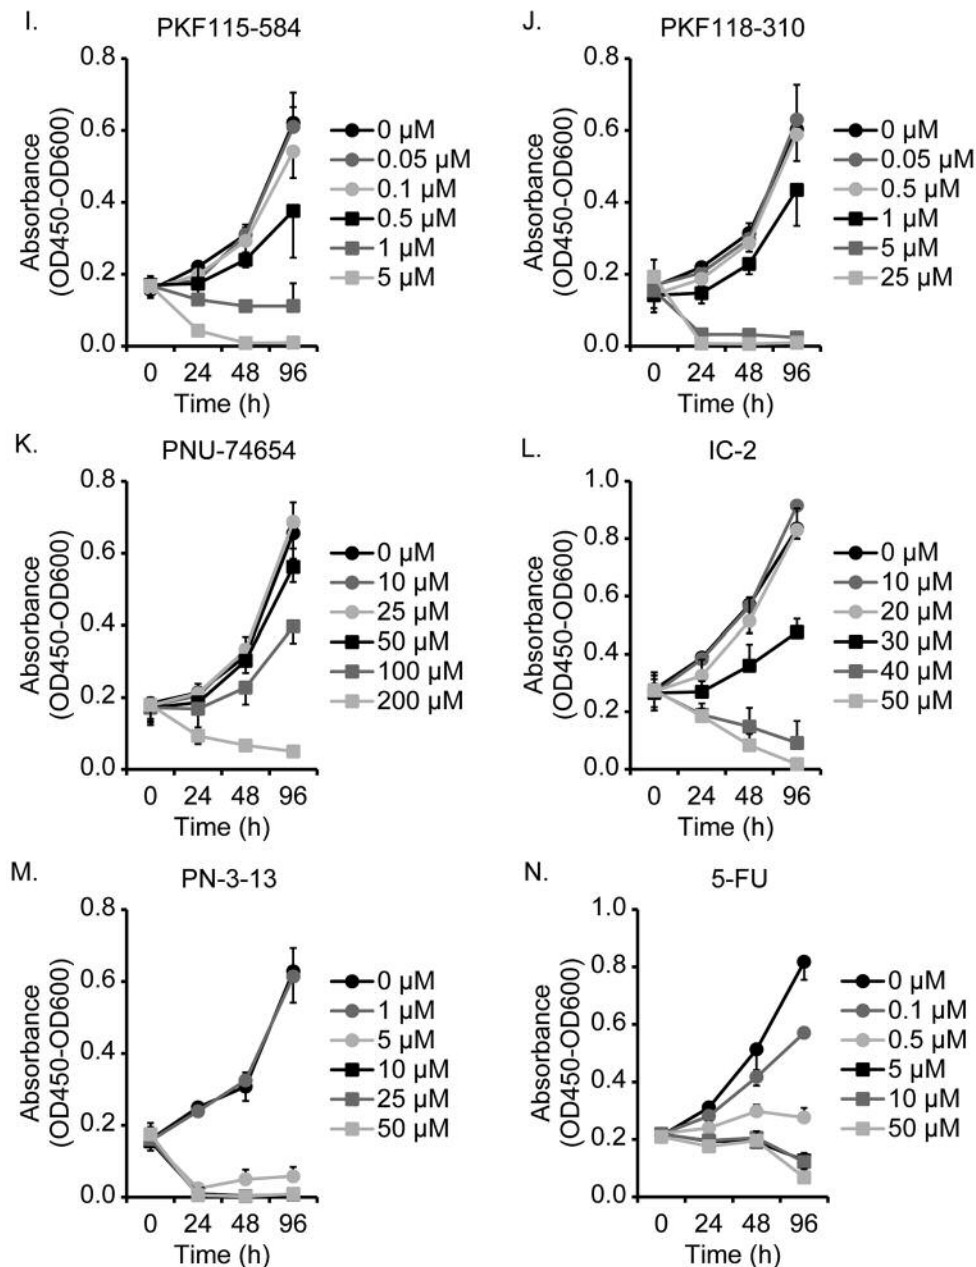 I.
PKF115-584
Absorbance
(OD450-OD600)
0.8
0.6
0.4
0.2
0.0
0 24 48 96
Time (h)
0 µM
0.05 µM
0.1 µM
0.5 µM
1 µM
5 µM
J.
PKF118-310
Absorbance
(OD450-OD600)
0.8
0.6
0.4
0.2
0.0
0 24 48 96
Time (h)
0 µM
0.05 µM
0.5 µM
1 µM
5 µM
25 µM
K.
PNU-74654
Absorbance
(OD450-OD600)
0.8
0.6
0.4
0.2
0.0
0 24 48 96
Time (h)
0 µM
10 µM
25 µM
50 µM
100 µM
200 µM
L.
IC-2
Absorbance
(OD450-OD600)
1.0
0.8
0.6
0.4
0.2
0.0
0 24 48 96
Time (h)
0 µM
10 µM
20 µM
30 µM
40 µM
50 µM
M.
PN-3-13
Absorbance
(OD450-OD600)
0.8
0.6
0.4
0.2
0.0
0 24 48 96
Time (h)
0 µM
1 µM
5 µM
10 µM
25 µM
50 µM
N.
5-FU
Absorbance
(OD450-OD600)
1.0
0.8
0.6
0.4
0.2
0.0
0 24 48 96
Time (h)
0 µM
0.1 µM
0.5 µM
5 µM
10 µM
50 µM